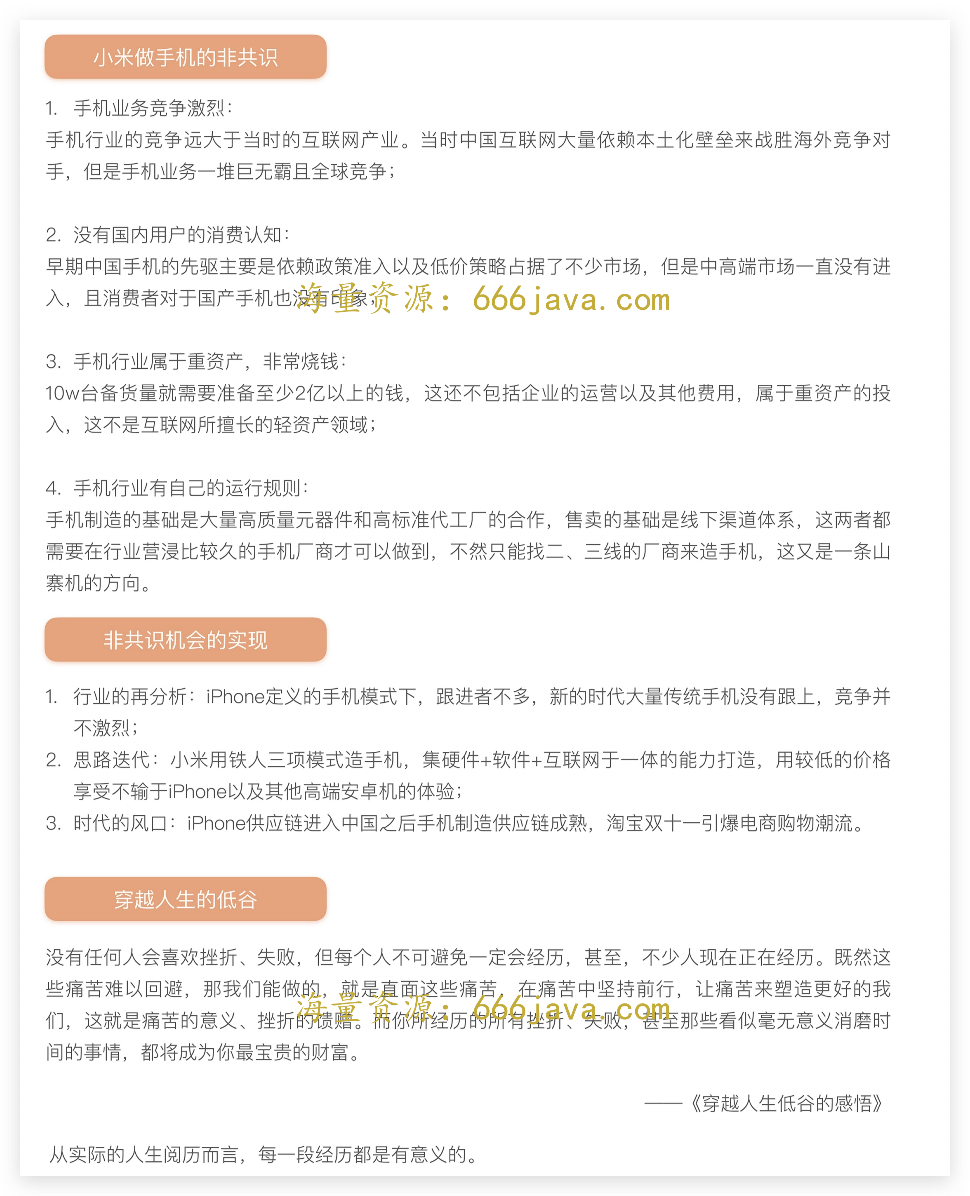 小米做手机的非共识
1. 手机业务竞争激烈：
手机行业的竞争远大于当时的互联网产业。当时中国互联网大量依赖本土化壁垒来战胜海外竞争对
手，但是手机业务一堆巨无霸且全球竞争；
2. 没有国内用户的消费认知：
早期中国手机的先驱主要是依赖政策准入以及低价策略占据了不少市场，但是中高端市场一直没有进
入，且消费者对于国产手机也没有印象；
海量资源：666java.com
3. 手机行业属于重资产，非常烧钱：
10w台备货量就需要准备至少2亿以上的钱，这还不包括企业的运营以及其他费用，属于重资产的投
入，这不是互联网所擅长的轻资产领域；
4. 手机行业有自己的运行规则：
手机制造的基础是大量高质量元器件和高标准代工厂的合作，售卖的基础是线下渠道体系，这两者都
需要在行业营浸比较久的手机厂商才可以做到，不然只能找二、三线的厂商来造手机，这又是一条山
寨机的方向。
非共识机会的实现
1. 行业的再分析：iPhone定义的手机模式下，跟进者不多，新的时代大量传统手机没有跟上，竞争并
不激烈；
2. 思路迭代：小米用铁人三项模式造手机，集硬件+软件+互联网于一体的能力打造，用较低的价格
享受不输于iPhone以及其他高端安卓机的体验；
3. 时代的风口：iPhone供应链进入中国之后手机制造供应链成熟，淘宝双十一引爆电商购物潮流。
穿越人生的低谷
没有任何人会喜欢挫折、失败，但每个人不可避免一定会经历，甚至，不少人现在正在经历。既然这
些痛苦难以回避，那我们能做的，就是直面这些痛苦，在痛苦中坚持前行，让痛苦来塑造更好的我
海量资源：666java.com
们，这就是痛苦的意义、挫折的馈赠。而你所经历的所有挫折、失败，甚至那些看似毫无意义消磨时
间的事情，都将成为你最宝贵的财富。
——《穿越人生低谷的感悟》
从实际的人生阅历而言，每一段经历都是有意义的。